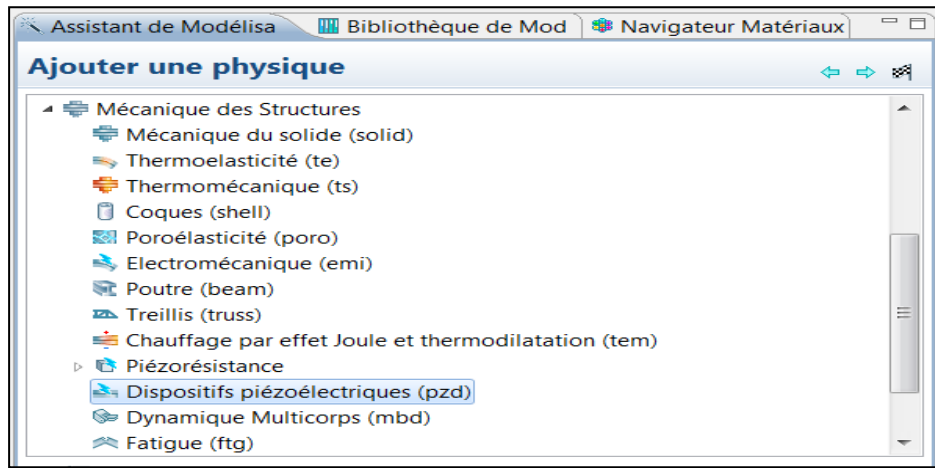 Assistant de Modélisa Bibliothèque de Mod Navigateur Matériaux
Ajouter une physique
Mécanique des Structures
Mécanique du solide (solid)
Thermoelasticité (te)
Thermomécanique (ts)
Coques (shell)
Poroélasticité (poro)
Electromécanique (emi)
Poutre (beam)
Treillis (truss)
Chauffage par effet Joule et thermodilatation (tem)
Piézorésistance
Dispositifs piézoélectriques (pzd)
Dynamique Multicorps (mbd)
Fatigue (ftg)